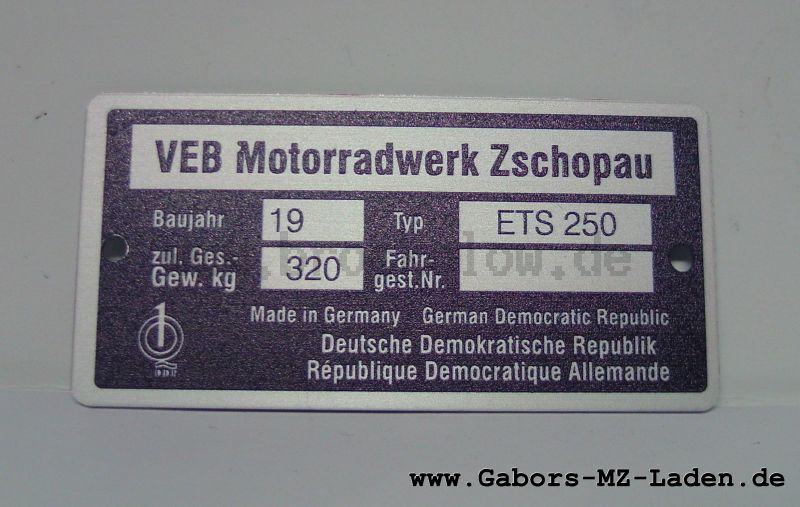 VEB Motorradwerk Zschopau
Baujahr 19 Typ ETS 250
zul. Ges.- Gew. kg 320 Fahr- gest.Nr.
1
Made in Germany German Democratic Republic
Deutsche Demokratische Republik
République Democratique Allemande
www.Gabors-MZ-Laden.de